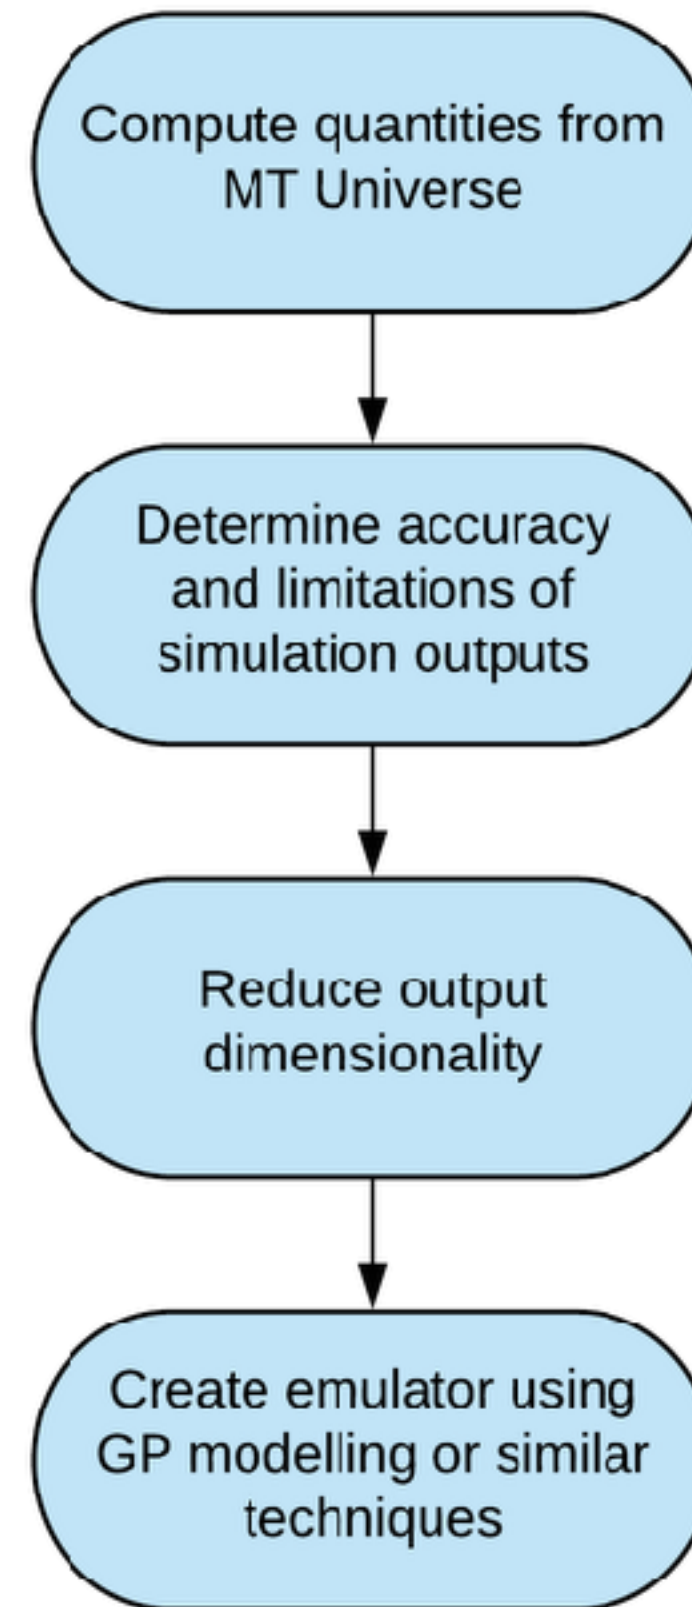 Compute quantities from
MT Universe
Determine accuracy
and limitations of
simulation outputs
Reduce output
dimensionality
Create emulator using
GP modelling or similar
techniques